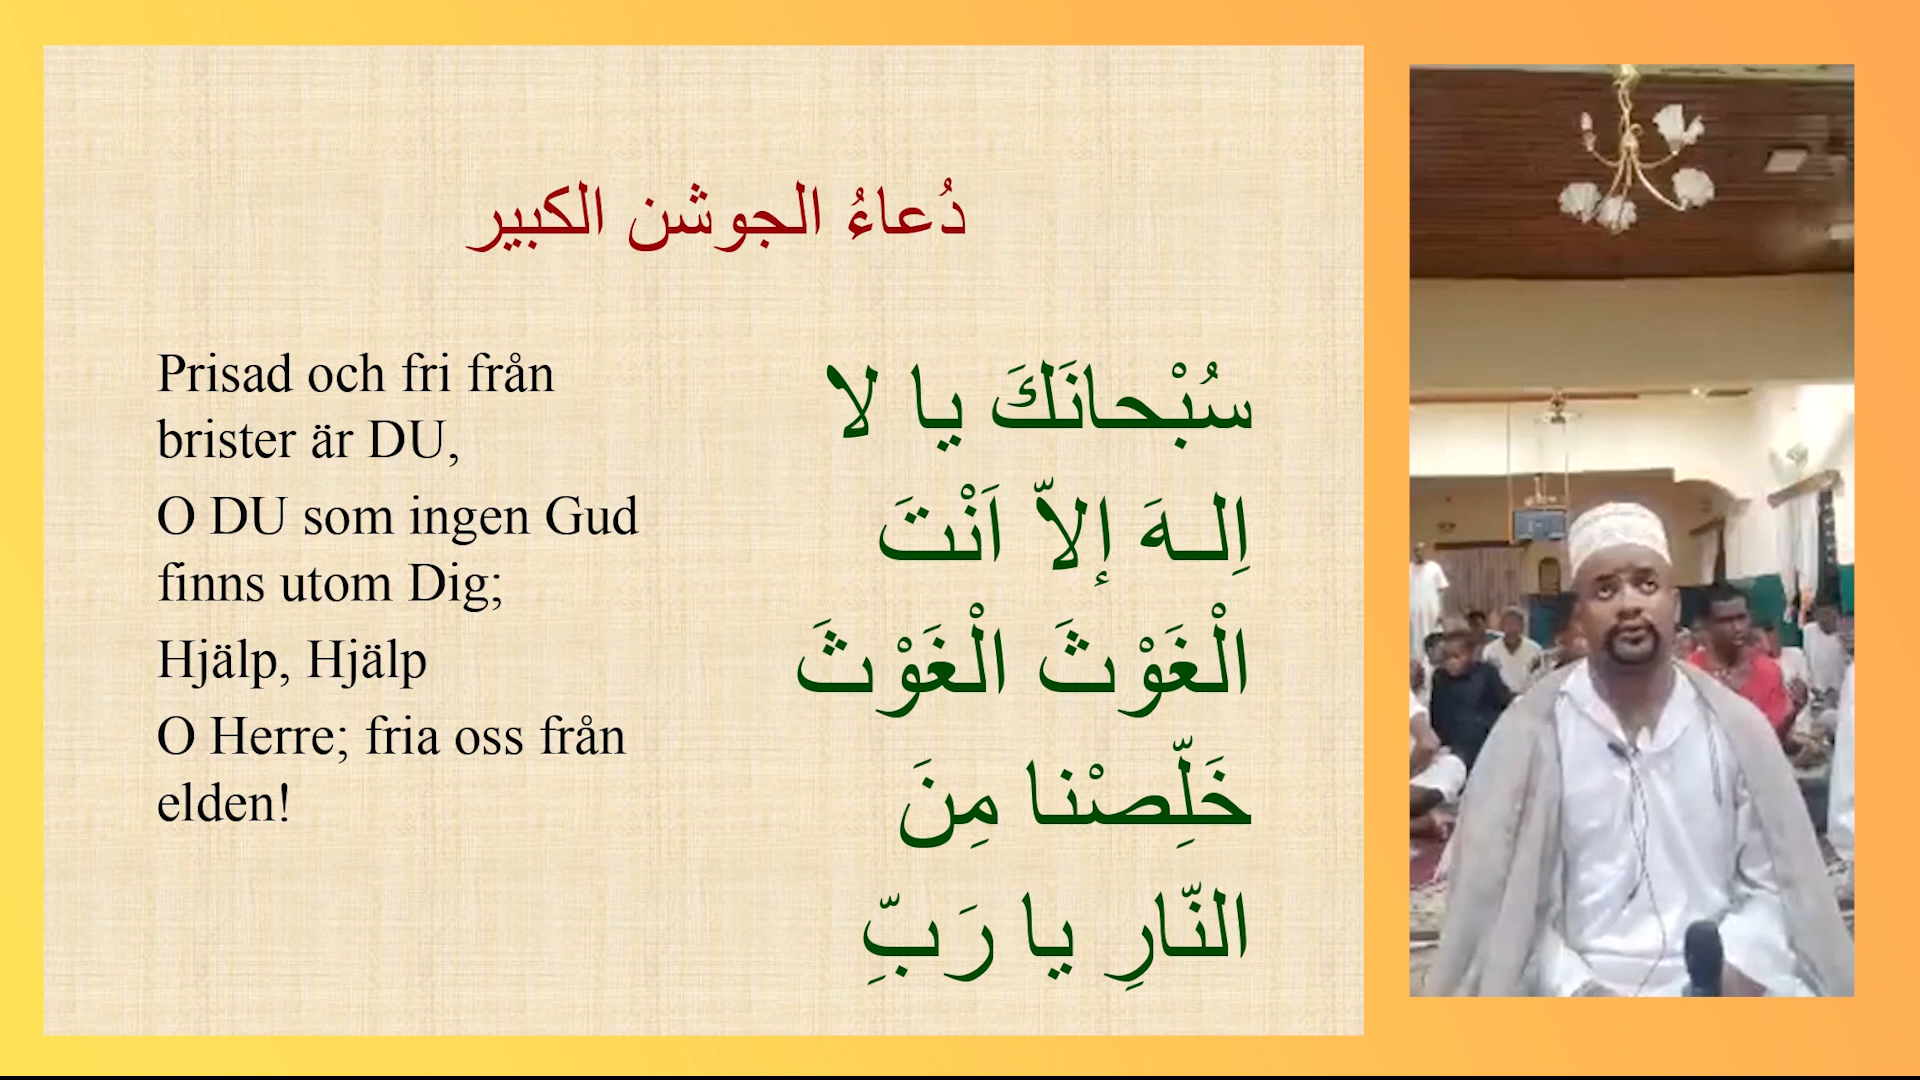 دُعاءُ الجوشن الكبير
Prisad och fri från
brister är DU,
O DU som ingen Gud
finns utom Dig;
Hjälp, Hjälp
O Herre; fria oss från
elden!
سُبْحانَكَ يا لا
اِلـهَ إلاّ اَنْتَ
الْغَوْثَ الْغَوْثَ
خَلِّصْنا مِنَ
النّارِ يا رَبِّ